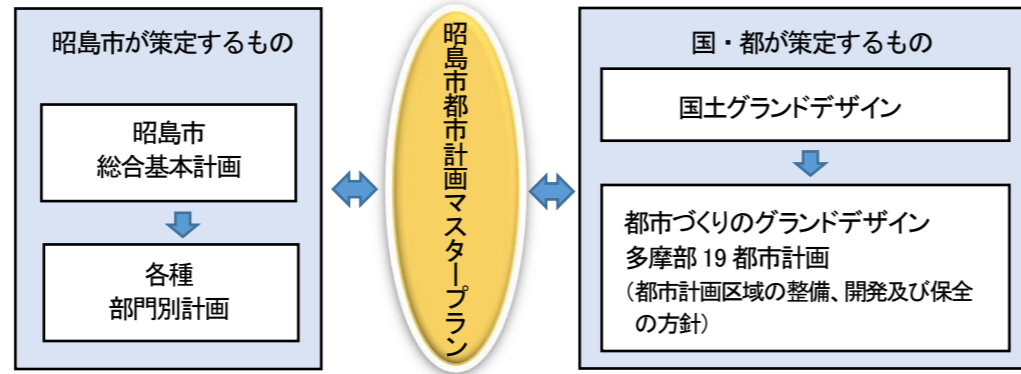 昭島市が策定するもの
昭島市
総合基本計画
各種
部門別計画
昭島市都市計画マスタープラン
国・都が策定するもの
国土グランドデザイン
都市づくりのグランドデザイン
多摩部 19 都市計画
（都市計画区域の整備、開発及び保全
の方針）